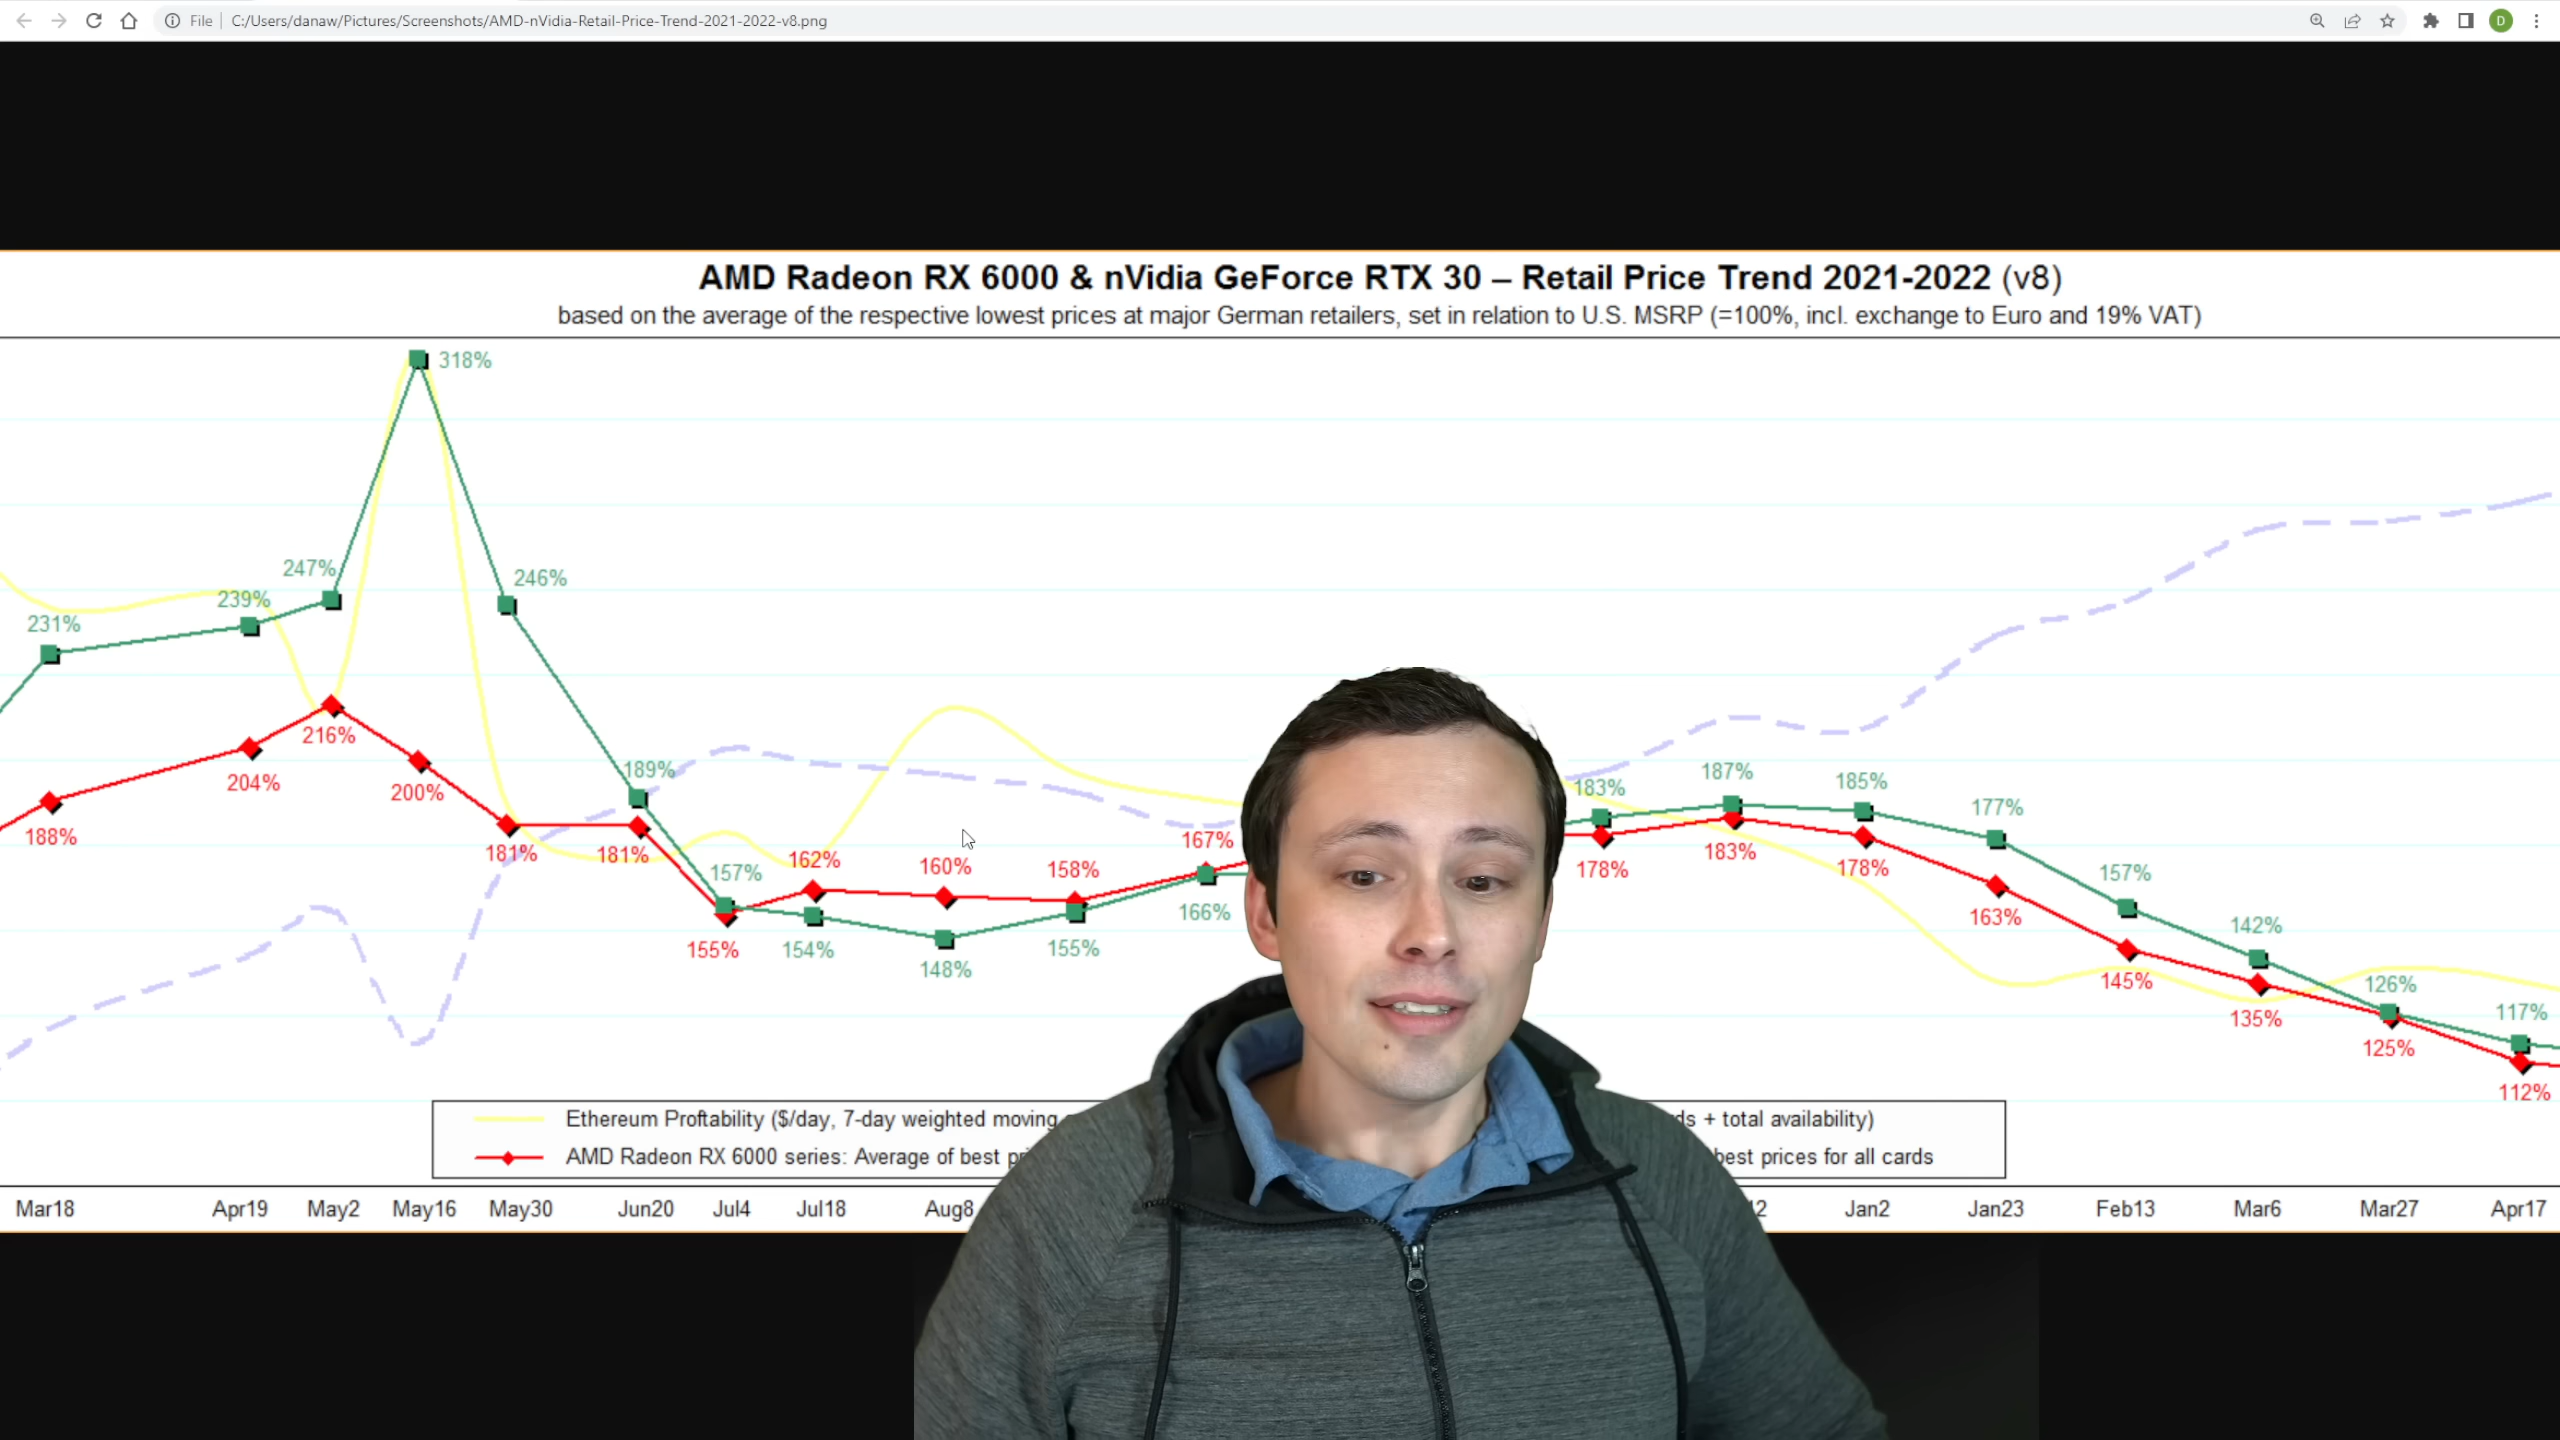 File C:/Users/danaw/Pictures/Screenshots/AMD-nVidia-Retail-Price-Trend-2021-2022-v8.png
D
AMD Radeon RX 6000 & nVidia GeForce RTX 30 – Retail Price Trend 2021-2022 (v8)
based on the average of the respective lowest prices at major German retailers, set in relation to U.S. MSRP (=100%, incl. exchange to Euro and 19% VAT)
318%
247% 246%
239%
231%
216%
189%
204% 200% 187% 185%
183% 177%
188% 181% 181% 157% 162% 160% 158% 167% 178% 183% 178% 157%
155% 154% 148% 155% 166% 163% 142%
145% 135% 126% 117%
125% 112%
Ethereum Proftability ($/day, 7-day weighted moving + total availability)
AMD Radeon RX 6000 series: Average of best best prices for all cards
Mar18 Apr19 May2 May16 May30 Jun20 Jul4 Jul18 Aug8 Jan2 Jan23 Feb13 Mar6 Mar27 Apr17